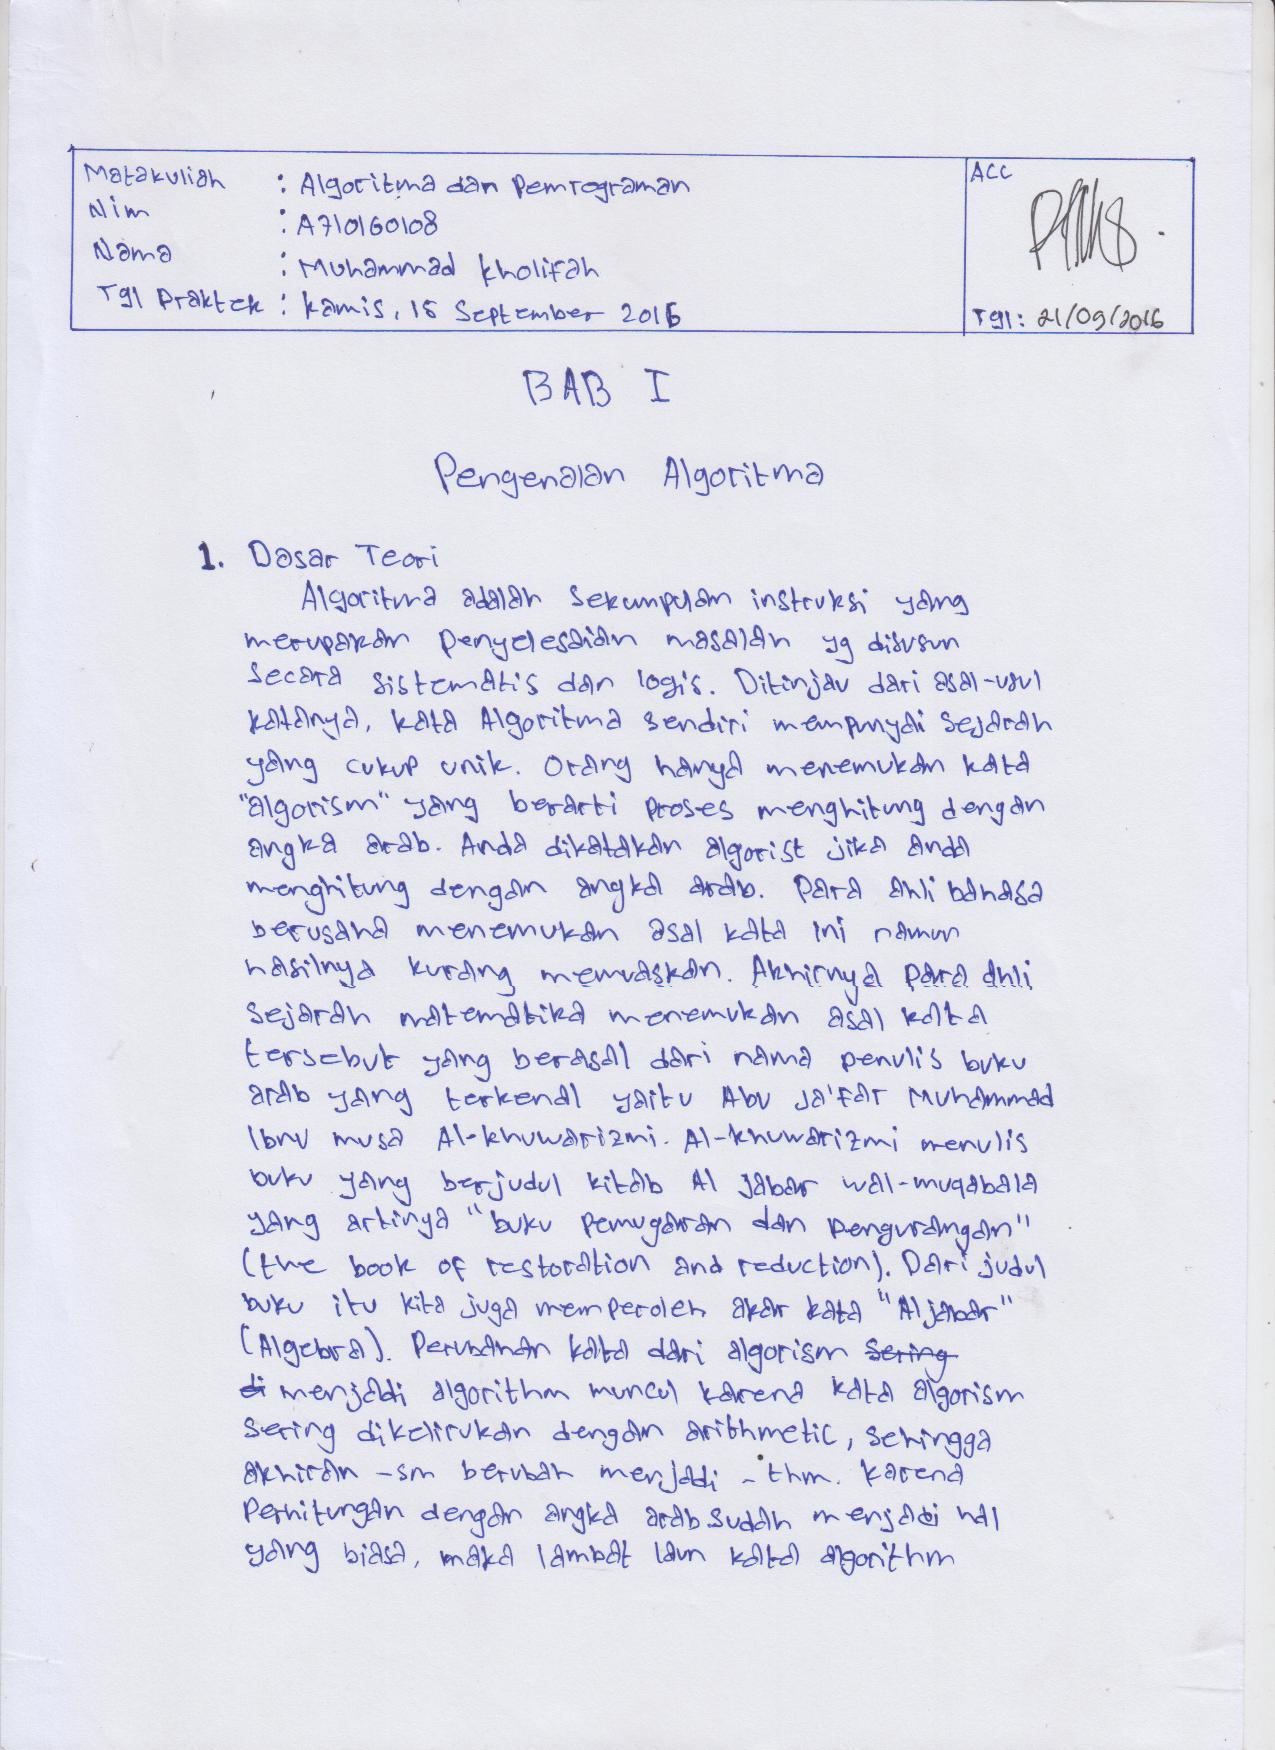 Matakuliah : Algoritma dan Pemrograman
Nim : A710160108
Nama : Muhammad Kholifah
Tgl Praktek : Kamis, 15 September 2016
ACC
Tgl : 21/09/2016
BAB I
Pengenalan Algoritma
1. Dasar Teori
Algoritma adalah sekumpulan instruksi yang
merupakan penyelesaian masalah yg disusun
secara sistematis dan logis. Ditinjau dari asal-usul
katanya, kata Algoritma sendiri mempunyai sejarah
yang cukup unik. Orang hanya menemukan kata
"algorism" yang berarti proses menghitung dengan
angka arab. Anda dikatakan algorist jika anda
menghitung dengan angka arab. Para ahli bahasa
berusaha menemukan asal kata ini namun
hasilnya kurang memuaskan. Akhirnya para ahli
sejarah matematika menemukan asal kata
tersebut yang berasal dari nama penulis buku
arab yang terkenal yaitu Abu Ja'far Muhammad
Ibnu musa Al-khuwarizmi. Al-khuwarizmi menulis
buku yang berjudul kitab Al jabar wal-muqabala
yang artinya "buku pemugaran dan pengurangan"
(the book of restoration and reduction). Dari judul
buku itu kita juga memperoleh akar kata "Aljabar"
(Algebra). Perubahan kata dari algorism sering
di menjadi algorithm muncul karena kata algorism
sering dikelirukan dengan arithmetic, sehingga
akhiran -sm berubah menjadi -thm. Karena
Perhitungan dengan angka arab sudah menjadi hal
yang biasa, maka lambat laun kata algorithm